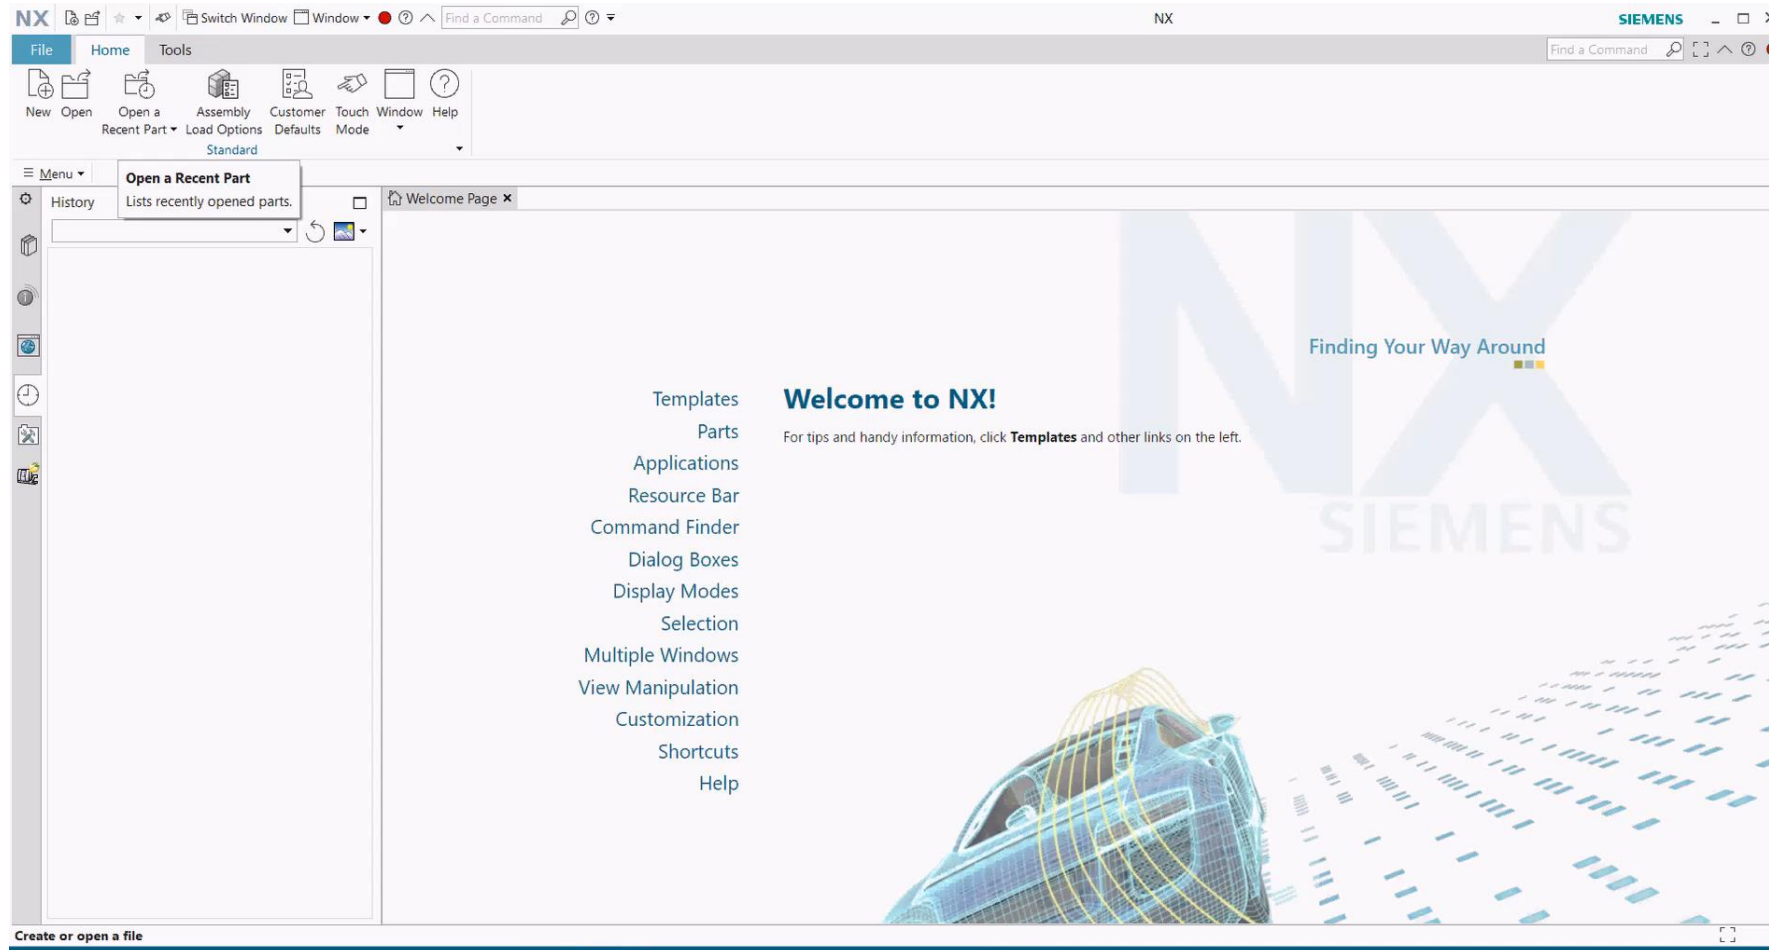 NX Switch Window Window Find a Command NX SIEMENS
File Home Tools Find a Command
New Open Open a Recent Part Assembly Load Options Customer Defaults Touch Mode Window Help
Standard
Menu
Open a Recent Part
Lists recently opened parts.
History
Welcome Page
NX
SIEMENS
Finding Your Way Around
Templates
Parts
Applications
Resource Bar
Command Finder
Dialog Boxes
Display Modes
Selection
Multiple Windows
View Manipulation
Customization
Shortcuts
Help
Welcome to NX!
For tips and handy information, click Templates and other links on the left.
Create or open a file